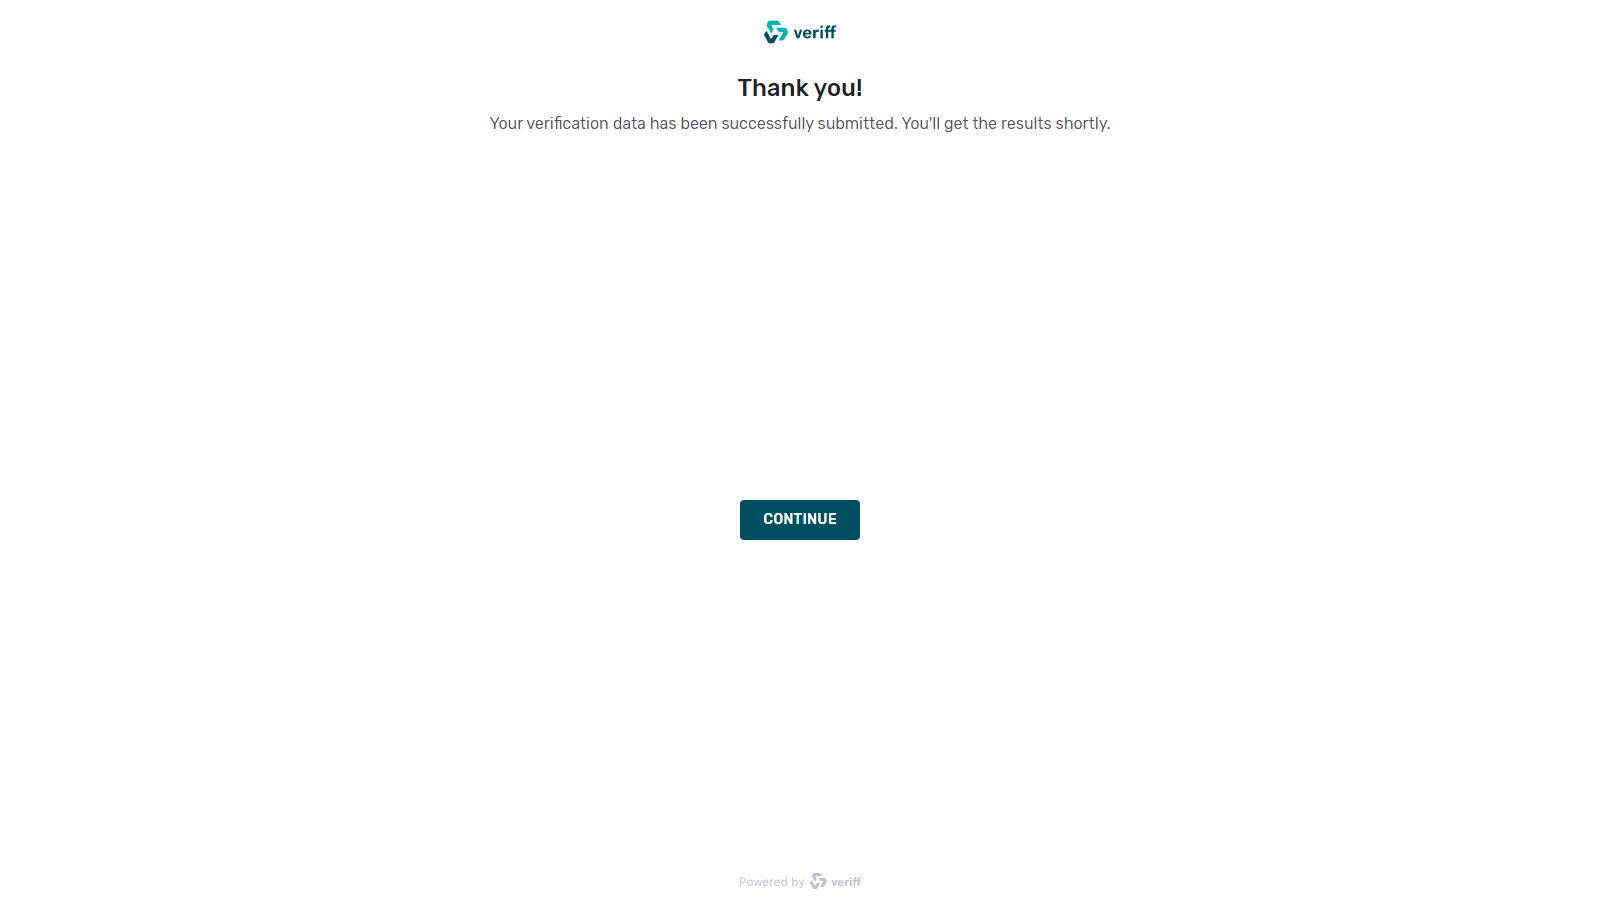 veriff
Thank you!
Your verification data has been successfully submitted. You'll get the results shortly.
CONTINUE
Powered by veriff